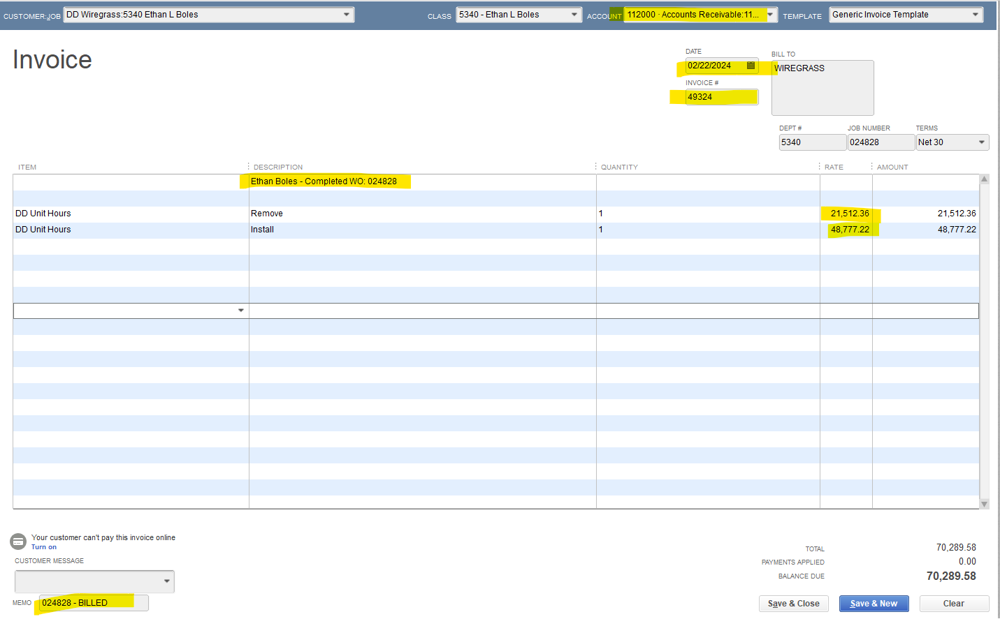 CUSTOMER:JOB DD Wiregrass:5340 Ethan L Boles CLASS 5340 - Ethan L Boles ACCOUNT 112000 · Accounts Receivable:11... TEMPLATE Generic Invoice Template
Invoice
DATE
02/22/2024
INVOICE #
49324
BILL TO
WIREGRASS
DEPT # JOB NUMBER TERMS
5340 024828 Net 30
ITEM DESCRIPTION QUANTITY RATE AMOUNT
Ethan Boles - Completed WO: 024828
DD Unit Hours Remove 1 21,512.36 21,512.36
DD Unit Hours Install 1 48,777.22 48,777.22
Your customer can't pay this invoice online
Turn on
CUSTOMER MESSAGE
MEMO 024828 - BILLED
TOTAL 70,289.58
PAYMENTS APPLIED 0.00
BALANCE DUE 70,289.58
Save & Close Save & New Clear